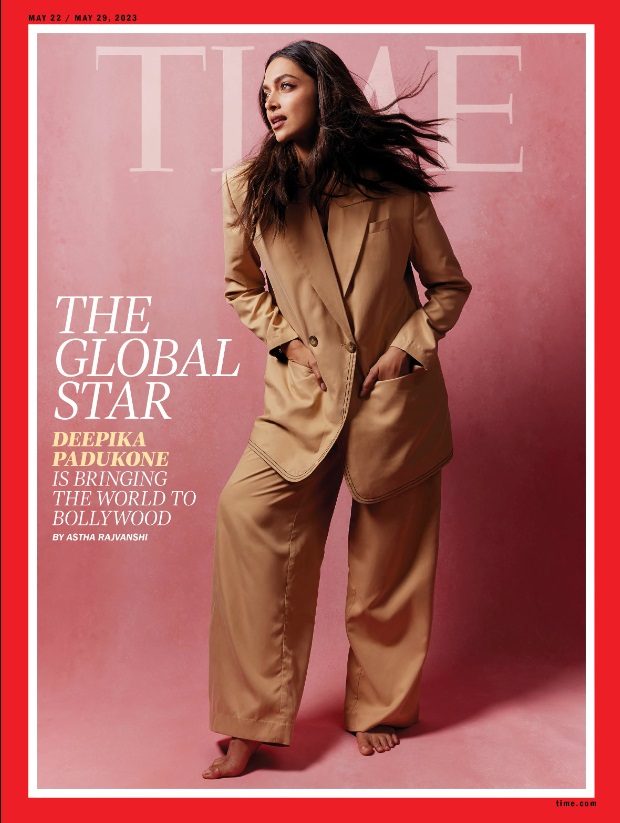 MAY 22 / MAY 29, 2023
TIME
THE
GLOBAL
STAR
DEEPIKA
PADUKONE
IS BRINGING
THE WORLD TO
BOLLYWOOD
BY ASTHA RAJVANSHI
time.com